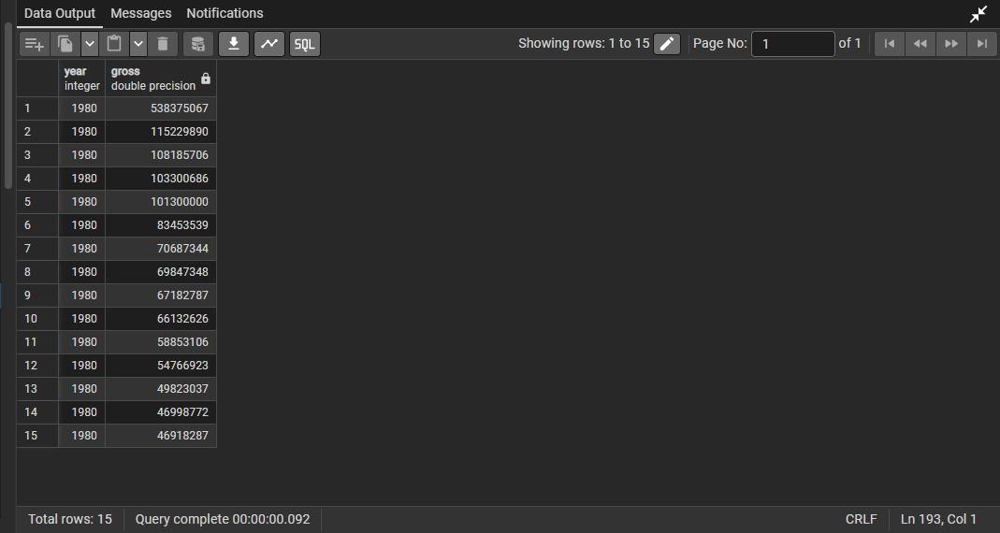 Data Output Messages Notifications
SQL Showing rows: 1 to 15 Page No: 1 of 1
year gross
integer double precision
1 1980 538375067
2 1980 115229890
3 1980 108185706
4 1980 103300686
5 1980 101300000
6 1980 83453539
7 1980 70687344
8 1980 69847348
9 1980 67182787
10 1980 66132626
11 1980 58853106
12 1980 54766923
13 1980 49823037
14 1980 46998772
15 1980 46918287
Total rows: 15 Query complete 00:00:00.092 CRLF Ln 193, Col 1